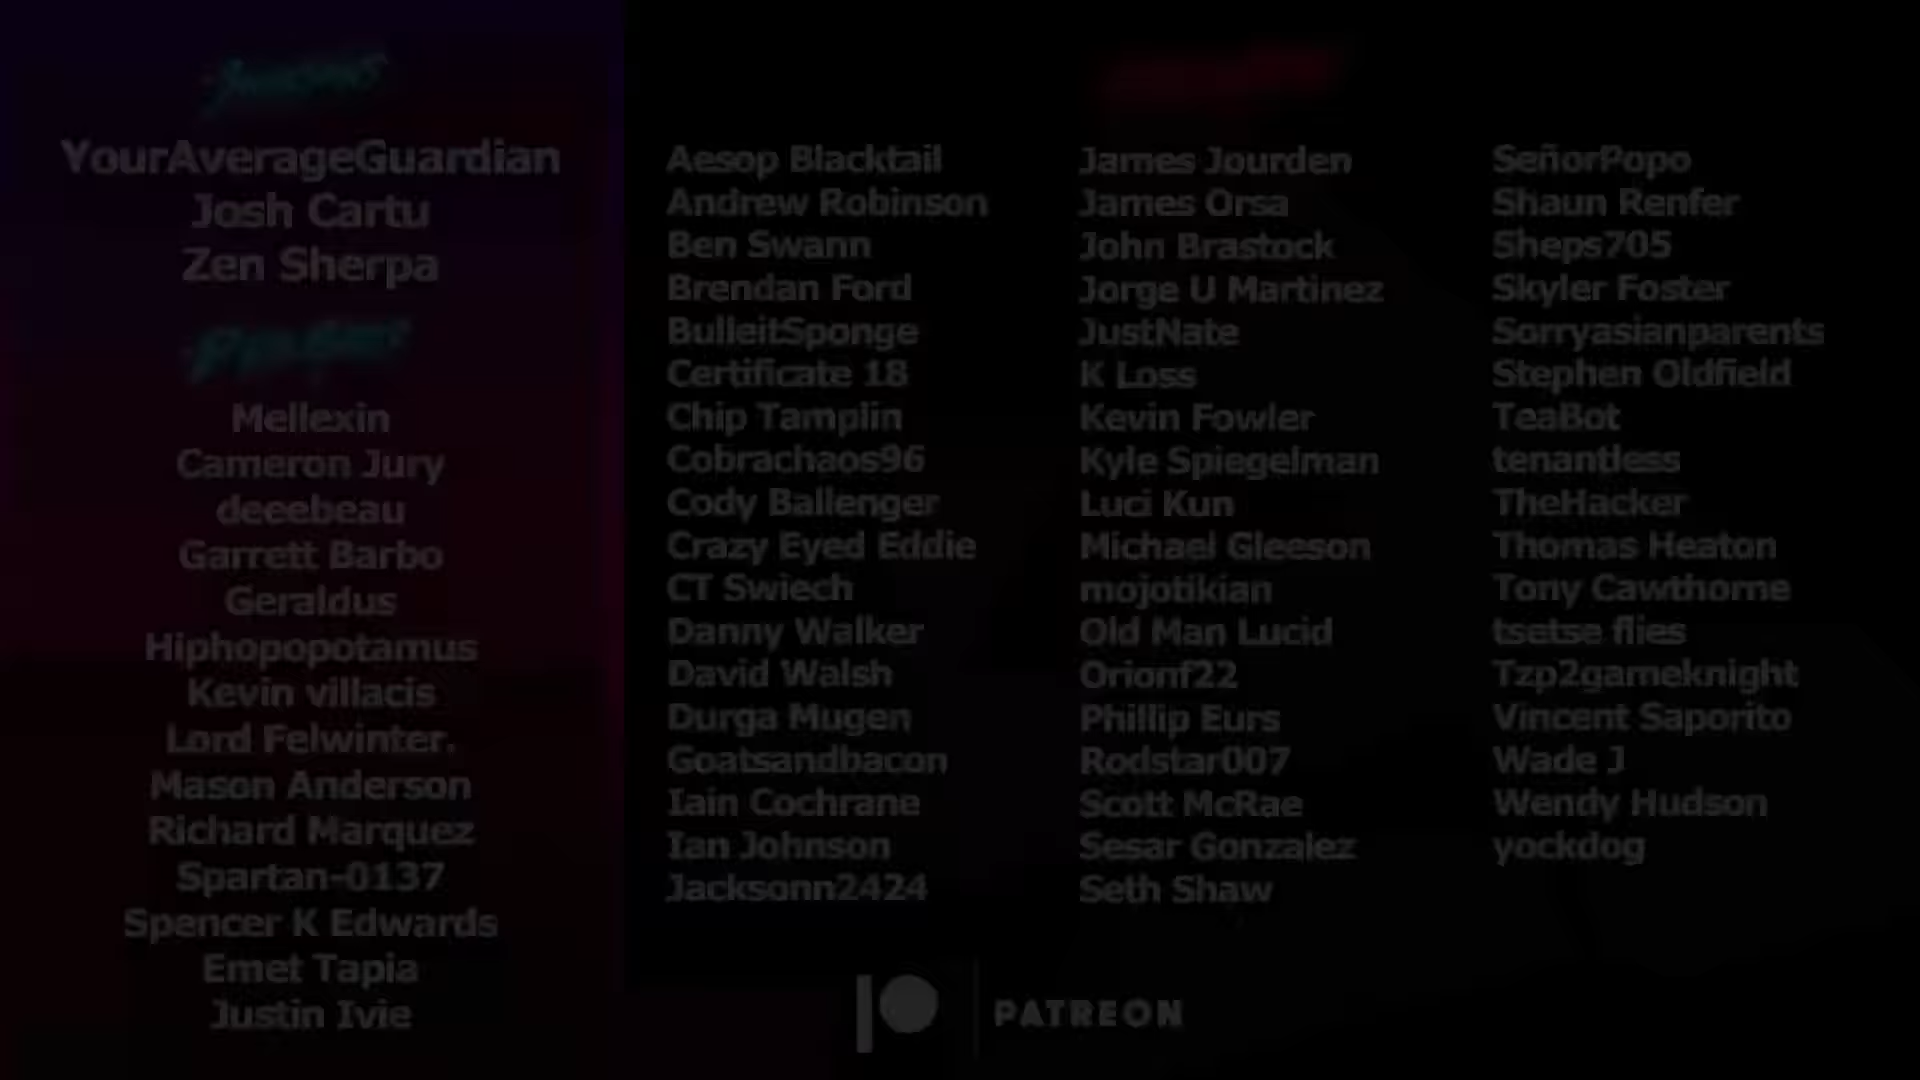 YourAverageGuardian
Josh Cartu
Zen Sherpa
Mellexin
Cameron Jury
deeebeau
Garrett Barbo
Geraldus
Hiphopopotamus
Kevin villacis
Lord Felwinter.
Mason Anderson
Richard Marquez
Spartan-0137
Spencer K Edwards
Emet Tapia
Justin Ivie
Aesop Blacktail
Andrew Robinson
Ben Swann
Brendan Ford
BulleitSponge
Certificate 18
Chip Tamplin
Cobrachaos96
Cody Ballenger
Crazy Eyed Eddie
CT Swiech
Danny Walker
David Walsh
Durga Mugen
Goatsandbacon
Iain Cochrane
Ian Johnson
Jacksonn2424
James Jourden
James Orsa
John Brastock
Jorge U Martinez
JustNate
K Loss
Kevin Fowler
Kyle Spiegelman
Luci Kun
Michael Gleeson
mojotikian
Old Man Lucid
Orionf22
Phillip Eurs
Rodstar007
Scott McRae
Sesar Gonzalez
Seth Shaw
SeñorPopo
Shaun Renfer
Sheps705
Skyler Foster
Sorryasianparents
Stephen Oldfield
TeaBot
tenantless
TheHacker
Thomas Heaton
Tony Cawthorne
tsetse flies
Tzp2gameknight
Vincent Saporito
Wade J
Wendy Hudson
yockdog
PATREON